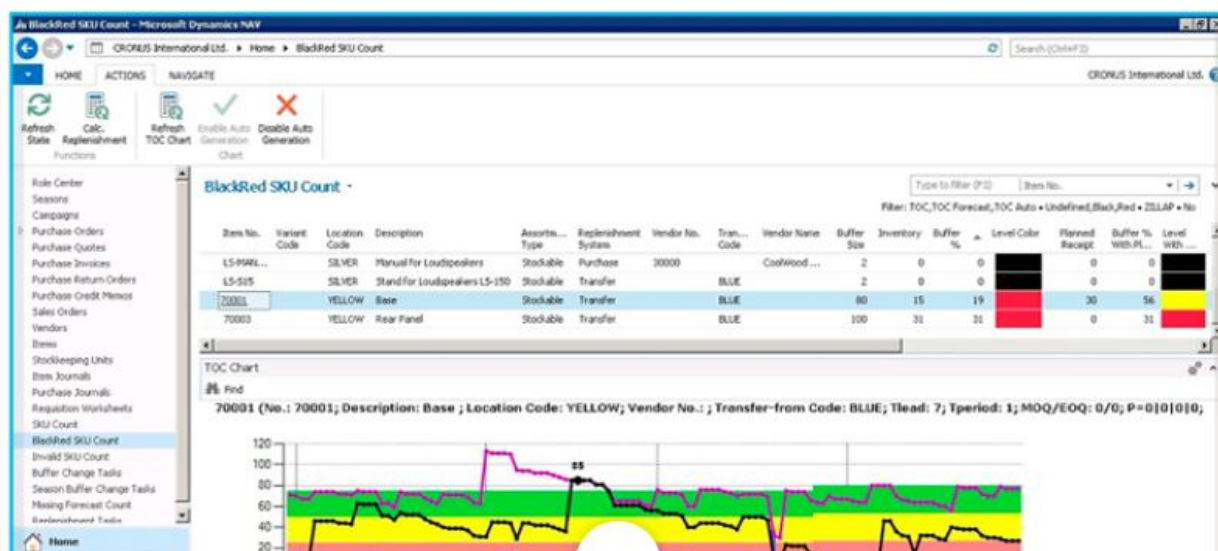 BlackRed SKU Count - Microsoft Dynamics NAV
CRONUS International Ltd. ▸ Home ▸ BlackRed SKU Count
Search (Ctrl+F3)
HOME ACTIONS NAVIGATE
CRONUS International Ltd.
Refresh State
Calc. Replenishment
Refresh TOC Chart
Enable Auto Generation
Disable Auto Generation
Functions
Chart
Role Center
Seasons
Campaigns
Purchase Orders
Purchase Quotes
Purchase Invoices
Purchase Return Orders
Purchase Credit Memos
Sales Orders
Vendors
Items
Stockkeeping Units
Item Journals
Purchase Journals
Requisition Worksheets
SKU Count
BlackRed SKU Count
Invalid SKU Count
Buffer Change Tasks
Season Buffer Change Tasks
Missing Forecast Count
Replenishment Tasks
Home
BlackRed SKU Count
Type to filter (F3) Item No.
Filter: TOC,TOC Forecast,TOC Auto • Undefined,Black,Red • ZILLAP • No
Item No. Variant Code Location Code Description Assortm... Type Replenishment System Vendor No. Tran... Code Vendor Name Buffer Size Inventory Buffer % Level Color Planned Receipt Buffer % With Pl... Level With ...
LS-MAN... SILVER Manual for Loudspeakers Stockable Purchase 30000 CoolWood ... 2 0 0 0 0
LS-S15 SILVER Stand for Loudspeakers LS-150 Stockable Transfer BLUE 2 0 0 0 0
70001 YELLOW Base Stockable Transfer BLUE 80 15 19 30 56
70003 YELLOW Rear Panel Stockable Transfer BLUE 100 31 31 0 31
TOC Chart
Find
70001 (No.: 70001; Description: Base ; Location Code: YELLOW; Vendor No.: ; Transfer-from Code: BLUE; Tlead: 7; Tperiod: 1; MOQ/EOQ: 0/0; P=0|0|0|0;
120
100
80
60
40
20
85